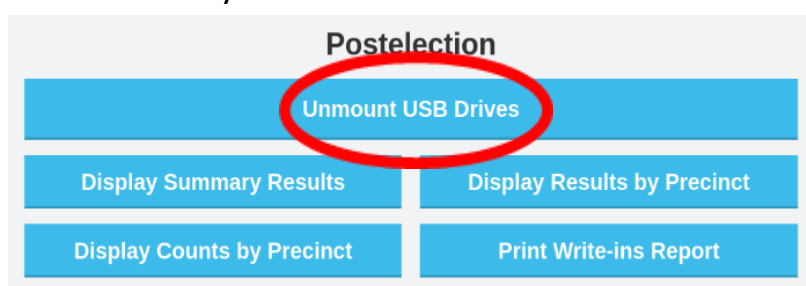 Postelection
Unmount USB Drives
Display Summary Results
Display Results by Precinct
Display Counts by Precinct
Print Write-ins Report